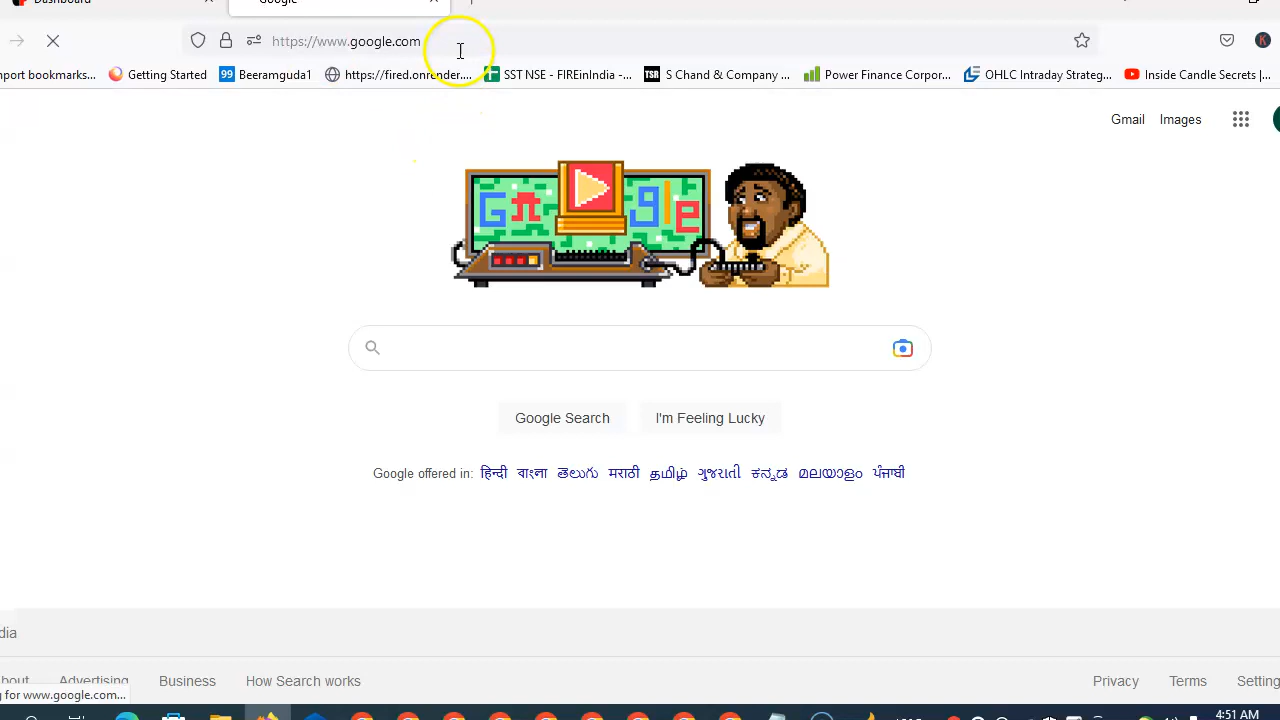 Dashboard
Google
https://www.google.com
nport bookmarks...
Getting Started
Beeramguda1
https://fired.onrender....
SST NSE - FIREinIndia -...
S Chand & Company ...
Power Finance Corpor...
OHLC Intraday Strateg...
Inside Candle Secrets |...
Gmail
Images
Google Search
I'm Feeling Lucky
Google offered in: हिन्दी বাংলা తెలుగు मराठी தமிழ் ગુજરાતી ಕನ್ನಡ മലയാളം ਪੰਜਾਬੀ
dia
bout
Advertising
Business
How Search works
Privacy
Terms
Setting
g for www.google.com...
4:51 AM